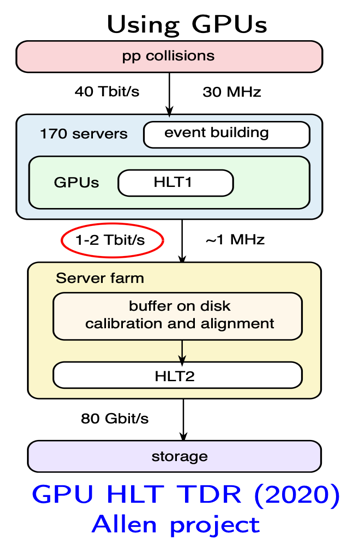 Using GPUs
pp collisions
40 Tbit/s 30 MHz
170 servers event building
GPUs HLT1
1-2 Tbit/s ~1 MHz
Server farm
buffer on disk
calibration and alignment
HLT2
80 Gbit/s
storage
GPU HLT TDR (2020)
Allen project